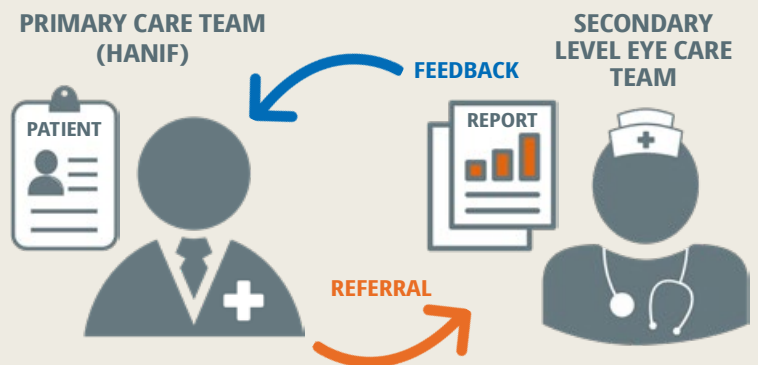 PRIMARY CARE TEAM
(HANIF)
SECONDARY
LEVEL EYE CARE
TEAM
FEEDBACK
PATIENT
REPORT
REFERRAL